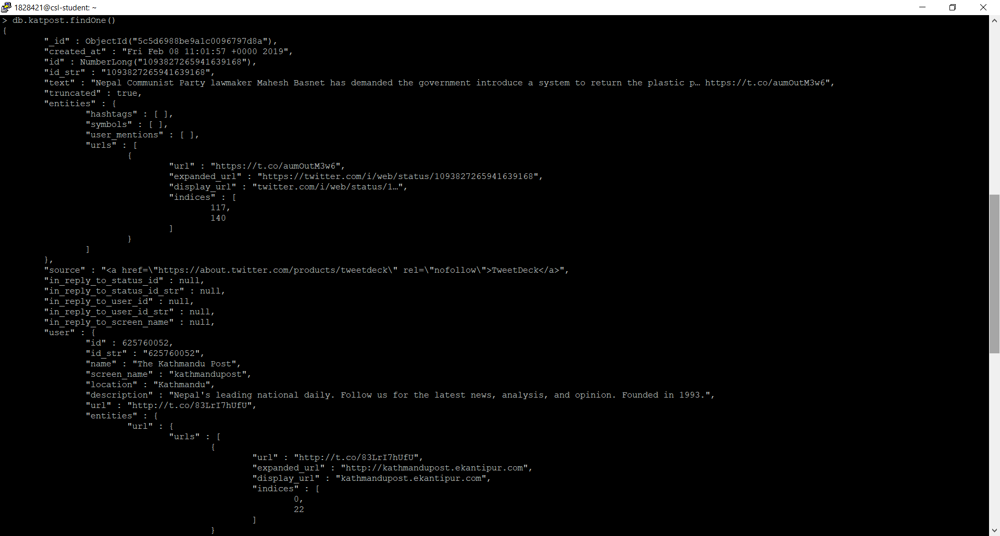 1828421@csl-student: ~
> db.katpost.findOne()
{
"_id" : ObjectId("5c5d6988be9a1c0096797d8a"),
"created_at" : "Fri Feb 08 11:01:57 +0000 2019",
"id" : NumberLong("1093827265941639168"),
"id_str" : "1093827265941639168",
"text" : "Nepal Communist Party lawmaker Mahesh Basnet has demanded the government introduce a system to return the plastic p… https://t.co/aumOutM3w6",
"truncated" : true,
"entities" : {
"hashtags" : [ ],
"symbols" : [ ],
"user_mentions" : [ ],
"urls" : [
{
"url" : "https://t.co/aumOutM3w6",
"expanded_url" : "https://twitter.com/i/web/status/1093827265941639168",
"display_url" : "twitter.com/i/web/status/1…",
"indices" : [
117,
140
]
}
]
},
"source" : "<a href=\"https://about.twitter.com/products/tweetdeck\" rel=\"nofollow\">TweetDeck</a>",
"in_reply_to_status_id" : null,
"in_reply_to_status_id_str" : null,
"in_reply_to_user_id" : null,
"in_reply_to_user_id_str" : null,
"in_reply_to_screen_name" : null,
"user" : {
"id" : 625760052,
"id_str" : "625760052",
"name" : "The Kathmandu Post",
"screen_name" : "kathmandupost",
"location" : "Kathmandu",
"description" : "Nepal's leading national daily. Follow us for the latest news, analysis, and opinion. Founded in 1993.",
"url" : "http://t.co/83LrI7hUfU",
"entities" : {
"url" : {
"urls" : [
{
"url" : "http://t.co/83LrI7hUfU",
"expanded_url" : "http://kathmandupost.ekantipur.com",
"display_url" : "kathmandupost.ekantipur.com",
"indices" : [
0,
22
]
}